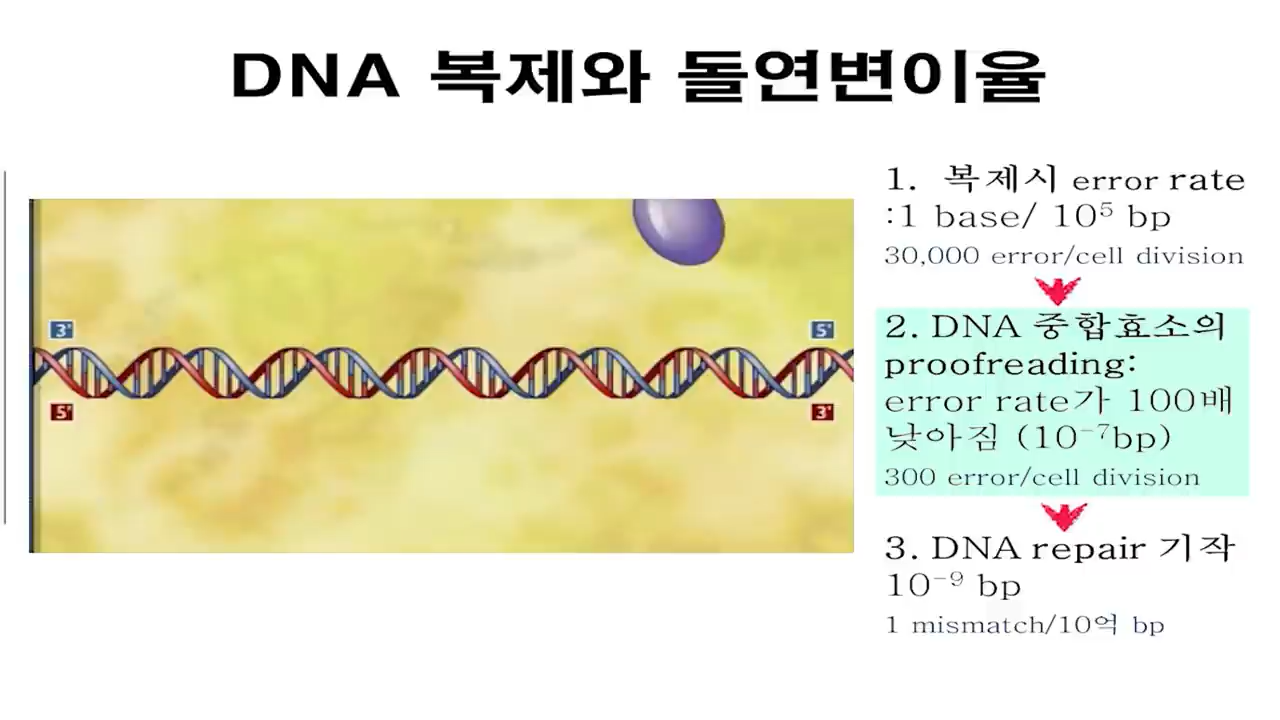 DNA 복제와 돌연변이율
3'
5'
5'
3'
1. 복제시 error rate
:1 base/ 10⁵ bp
30,000 error/cell division
2. DNA 중합효소의
proofreading:
error rate가 100배
낮아짐 (10⁻⁷bp)
300 error/cell division
3. DNA repair 기작
10⁻⁹ bp
1 mismatch/10억 bp